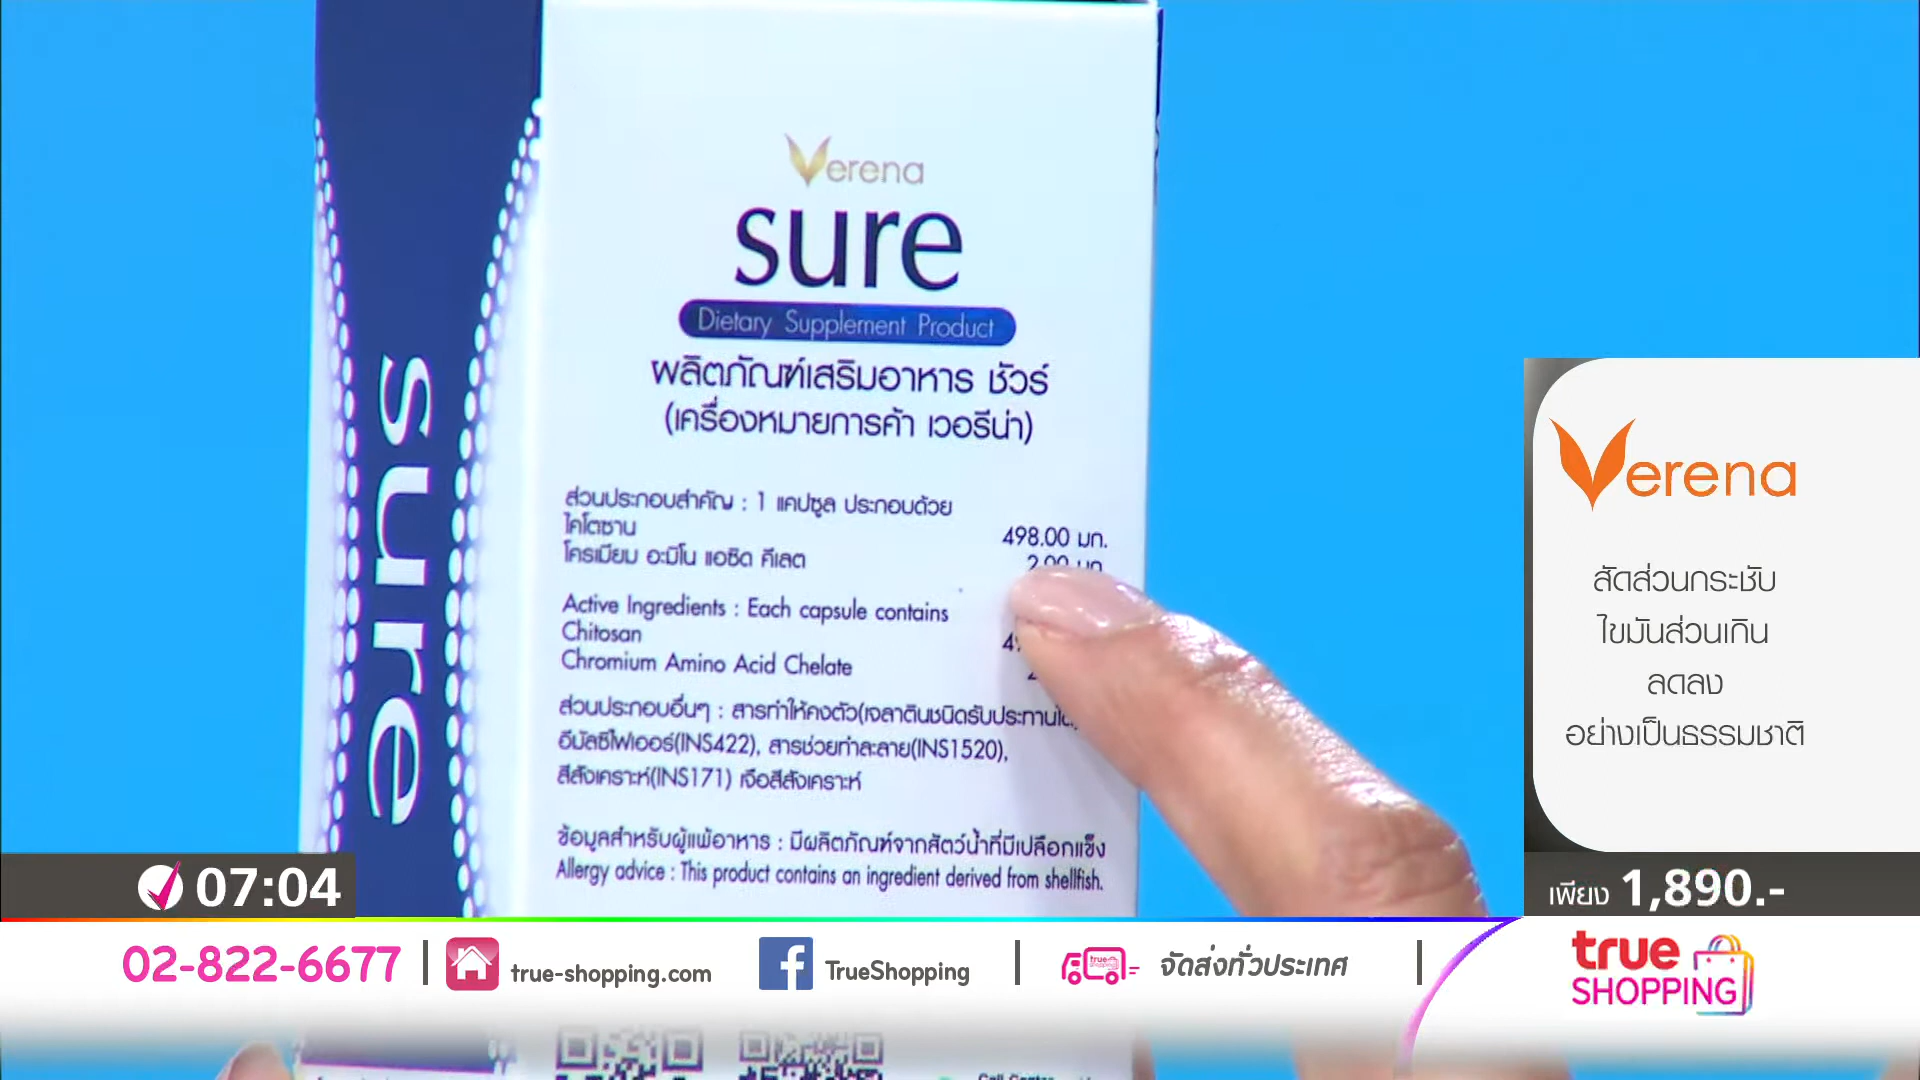 Verena
sure
Dietary Supplement Product
ผลิตภัณฑ์เสริมอาหาร ชัวร์
(เครื่องหมายการค้า เวอรีน่า)
ส่วนประกอบสำคัญ : 1 แคปซูล ประกอบด้วย
ไคโตซาน 498.00 มก.
โครเมียม อะมิโน แอซิด คีเลต 2.00 มก.
Active Ingredients : Each capsule contains
Chitosan
Chromium Amino Acid Chelate
ส่วนประกอบอื่นๆ : สารทำให้คงตัว(เจลาตินชนิดรับประทานได้)
อีมัลซิไฟเออร์(INS422), สารช่วยทำละลาย(INS1520),
สีสังเคราะห์(INS171) เจือสีสังเคราะห์
ข้อมูลสำหรับผู้แพ้อาหาร : มีผลิตภัณฑ์จากสัตว์น้ำที่มีเปลือกแข็ง
Allergy advice : This product contains an ingredient derived from shellfish.
sure
Verena
สัดส่วนกระชับ
ไขมันส่วนเกิน
ลดลง
อย่างเป็นธรรมชาติ
เพียง 1,890.-
07:04
02-822-6677
true-shopping.com
TrueShopping
จัดส่งทั่วประเทศ
true
SHOPPING